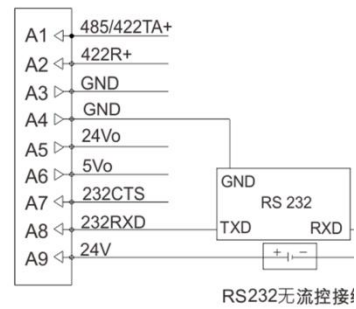 A1 485/422TA+
A2 422R+
A3 GND
A4 GND
A5 24Vo
A6 5Vo
A7 232CTS
A8 232RXD
A9 24V
GND
RS 232
TXD RXD
+ -
RS232无流控接